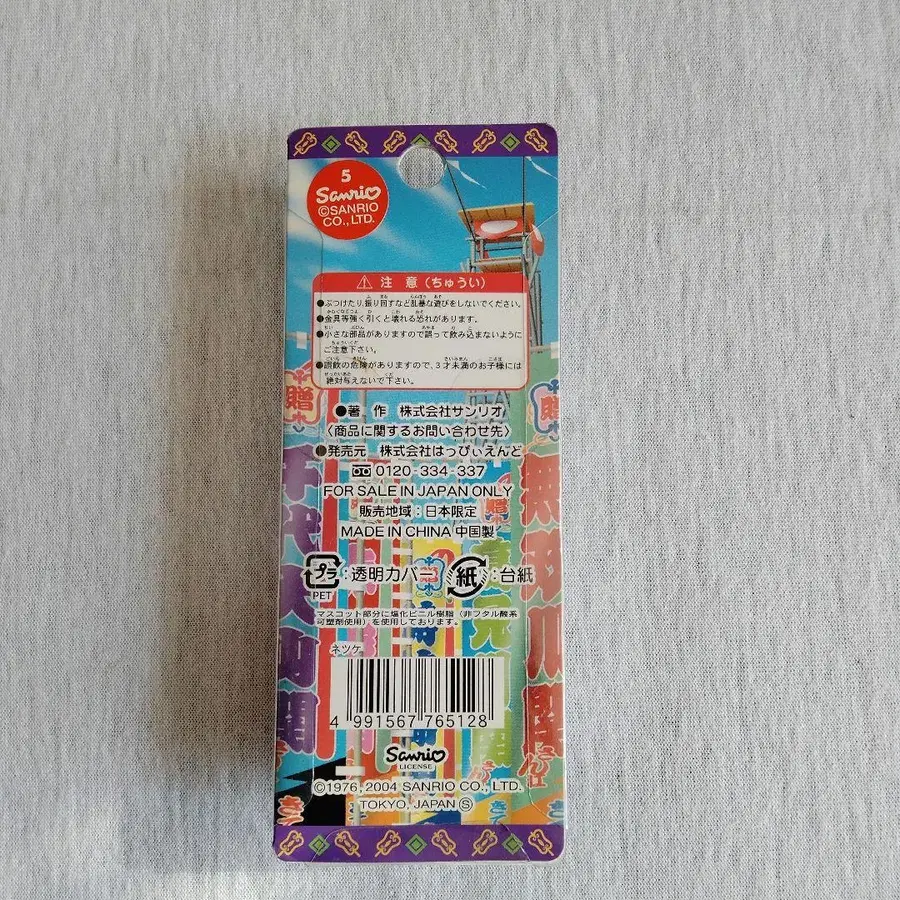 5
Sanrio
©SANRIO
CO., LTD.
注意(ちゅうい)
●ぶつけたり、振り回すなど乱暴な遊びをしないでください。
●金具等強く引くと壊れる恐れがあります。
●小さな部品がありますので誤って飲み込まないように
ご注意下さい。
●誤飲の危険がありますので、3才未満のお子様には
絶対与えないで下さい。
●著 作 株式会社サンリオ
〈商品に関するお問い合わせ先〉
●発売元 株式会社はっぴぃえんど
0120-334-337
FOR SALE IN JAPAN ONLY
販売地域:日本限定
MADE IN CHINA 中国製
プラ:透明カバー 紙:台紙
PET
マスコット部分に塩化ビニル樹脂(非フタル酸系
可塑剤使用)を使用しております。
ネツケ
4 991567 765128
Sanrio
LICENSE
©1976, 2004 SANRIO CO., LTD.
TOKYO, JAPAN Ⓢ
贈
贈